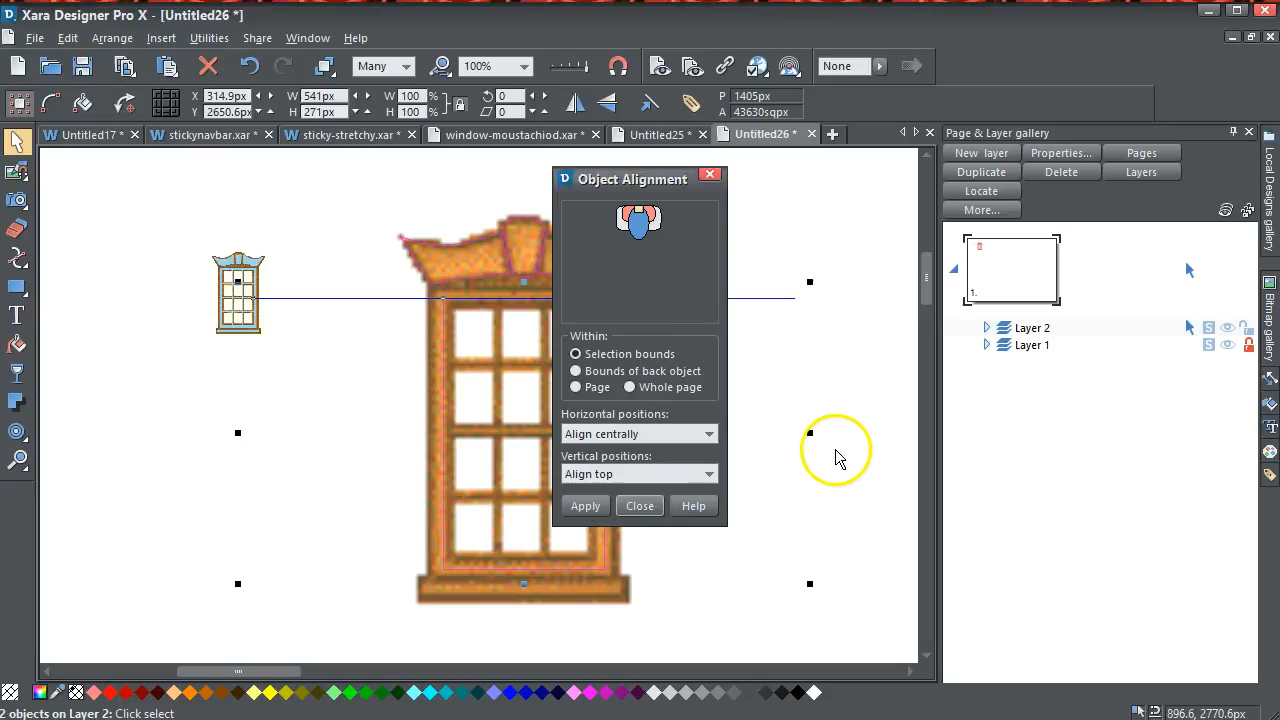 Xara Designer Pro X - [Untitled26 *]
File Edit Arrange Insert Utilities Share Window Help
Many 100% None
X 314.9px W 541px W 100 % 0 P 1405px
Y 2650.6px H 271px H 100 % 0 A 43630sqpx
Untitled17 * stickynavbar.xar * sticky-stretchy.xar * window-moustachiod.xar * Untitled25 * Untitled26 *
Page & Layer gallery
New layer Properties... Pages
Duplicate Delete Layers
Locate
More...
1.
Layer 2 S
Layer 1 S
Local Designs gallery
Bitmap gallery
Object Alignment
Within:
Selection bounds
Bounds of back object
Page Whole page
Horizontal positions:
Align centrally
Vertical positions:
Align top
Apply Close Help
2 objects on Layer 2: Click select
896.6, 2770.6px